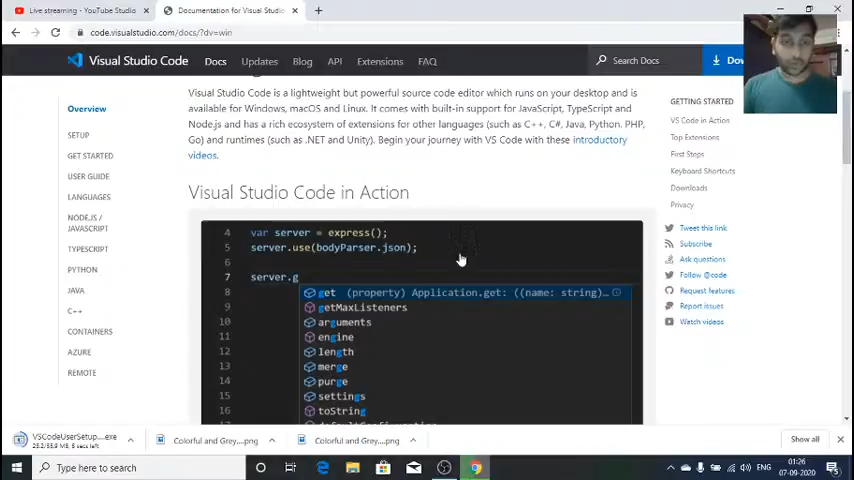 Live streaming - YouTube Studio
Documentation for Visual Studio
code.visualstudio.com/docs/?dv=win
Visual Studio Code
Docs
Updates
Blog
API
Extensions
FAQ
Search Docs
Dow
Visual Studio Code is a lightweight but powerful source code editor which runs on your desktop and is
available for Windows, macOS and Linux. It comes with built-in support for JavaScript, TypeScript and
Node.js and has a rich ecosystem of extensions for other languages (such as C++, C#, Java, Python, PHP,
Go) and runtimes (such as .NET and Unity). Begin your journey with VS Code with these introductory
videos.
Overview
SETUP
GET STARTED
USER GUIDE
LANGUAGES
NODE.JS /
JAVASCRIPT
TYPESCRIPT
PYTHON
JAVA
C++
CONTAINERS
AZURE
REMOTE
Visual Studio Code in Action
4 var server = express();
5 server.use(bodyParser.json);
6
7 server.g
8 get (property) Application.get: ((name: string)…
9 getMaxListeners
10 arguments
11 engine
12 length
13 merge
14 purge
15 settings
16 toString
GETTING STARTED
VS Code in Action
Top Extensions
First Steps
Keyboard Shortcuts
Downloads
Privacy
Tweet this link
Subscribe
Ask questions
Follow @code
Request features
Report issues
Watch videos
VSCodeUserSetup....exe
25.2/55.9 MB, 5 secs left
Colorful and Grey....png
Colorful and Grey....png
Show all
Type here to search
ENG
01:26
07-09-2020